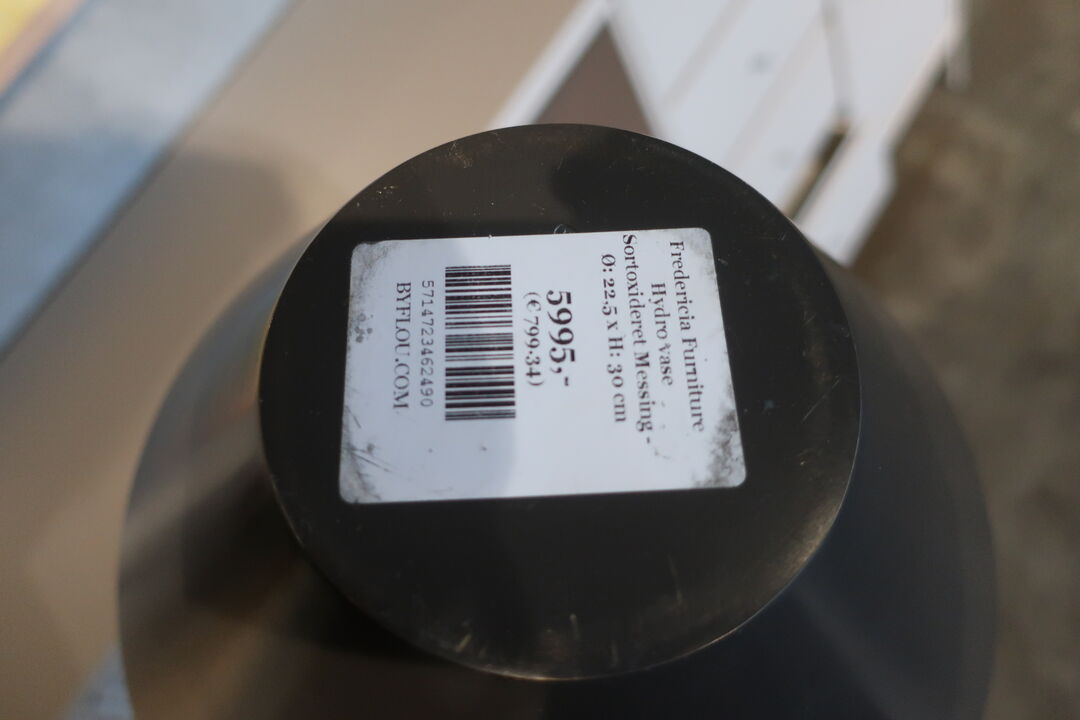 Fredericia Furniture
Hydro vase
Sortoxideret Messing -
Ø: 22,5 x H: 30 cm
5995,-
(€ 799.34)
5714723462490
BYFLOU.COM